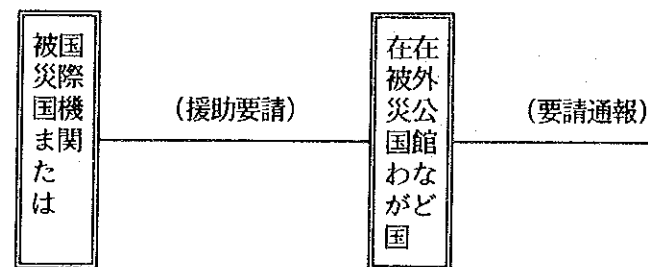 被災国または
国際機関
(援助要請)
在被災国わが国
在外公館など
(要請通報)